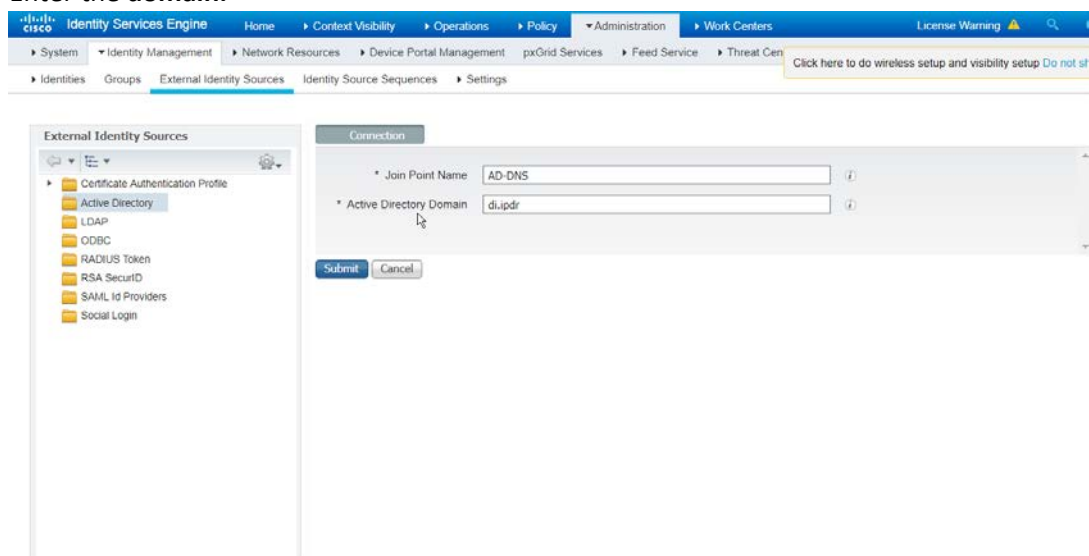 Enter the domain.
cisco Identity Services Engine Home Context Visibility Operations Policy Administration Work Centers License Warning
System Identity Management Network Resources Device Portal Management pxGrid Services Feed Service Threat Cen
Click here to do wireless setup and visibility setup Do not sh
Identities Groups External Identity Sources Identity Source Sequences Settings
External Identity Sources
Certificate Authentication Profile
Active Directory
LDAP
ODBC
RADIUS Token
RSA SecurID
SAML Id Providers
Social Login
Connection
* Join Point Name AD-DNS
* Active Directory Domain di.ipdr
Submit Cancel